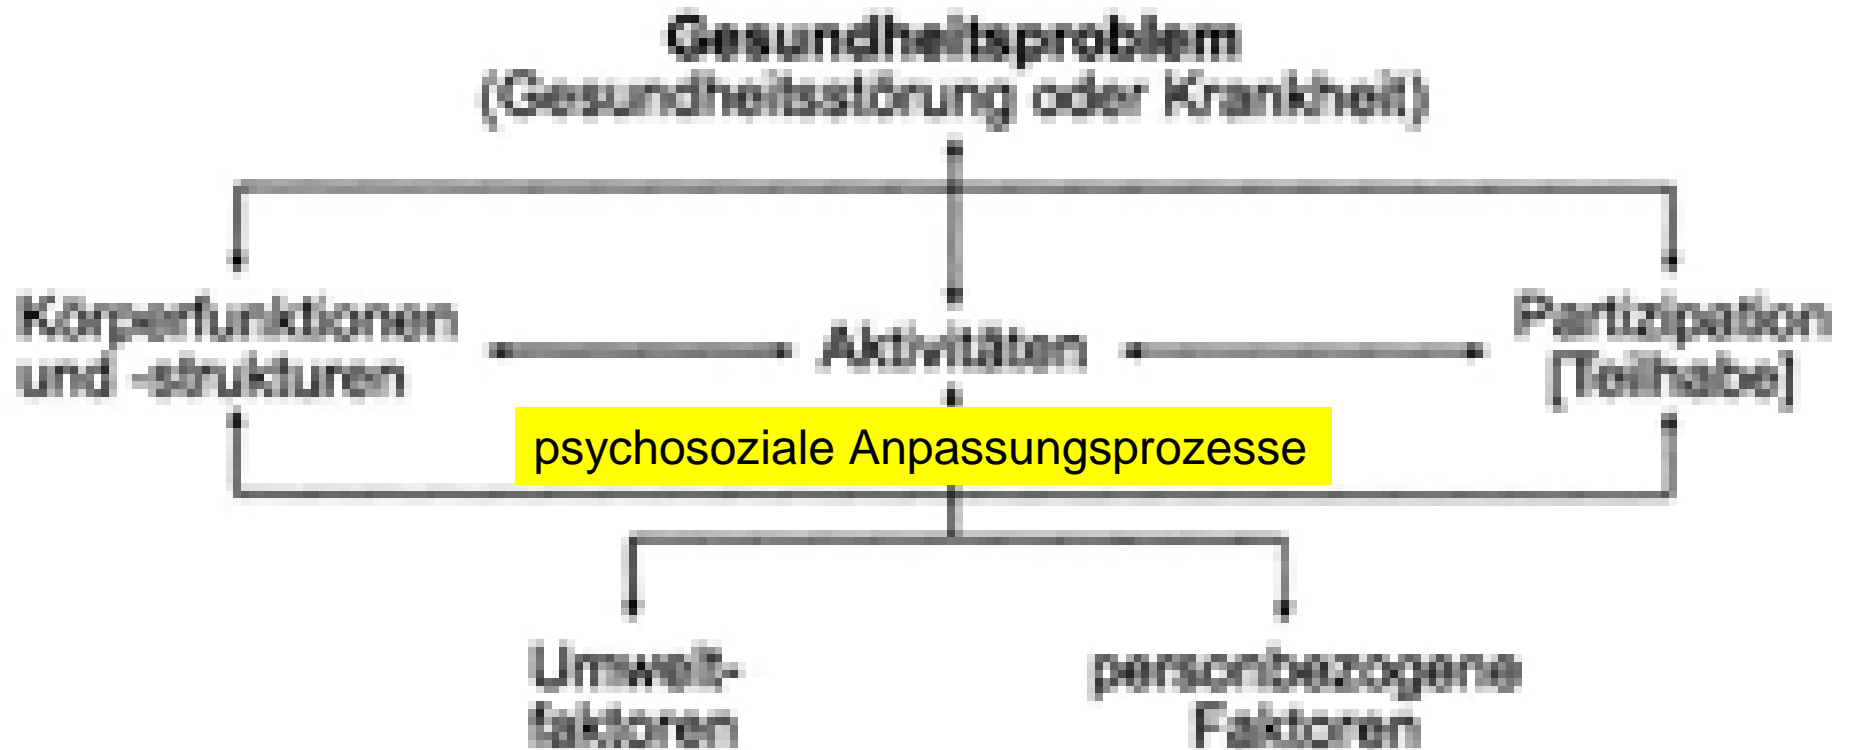 Gesundheitsproblem
(Gesundheitsstörung oder Krankheit)
Körperfunktionen
und -strukturen
Aktivitäten
Partizipation
[Teilhabe]
psychosoziale Anpassungsprozesse
Umwelt-
faktoren
personbezogene
Faktoren